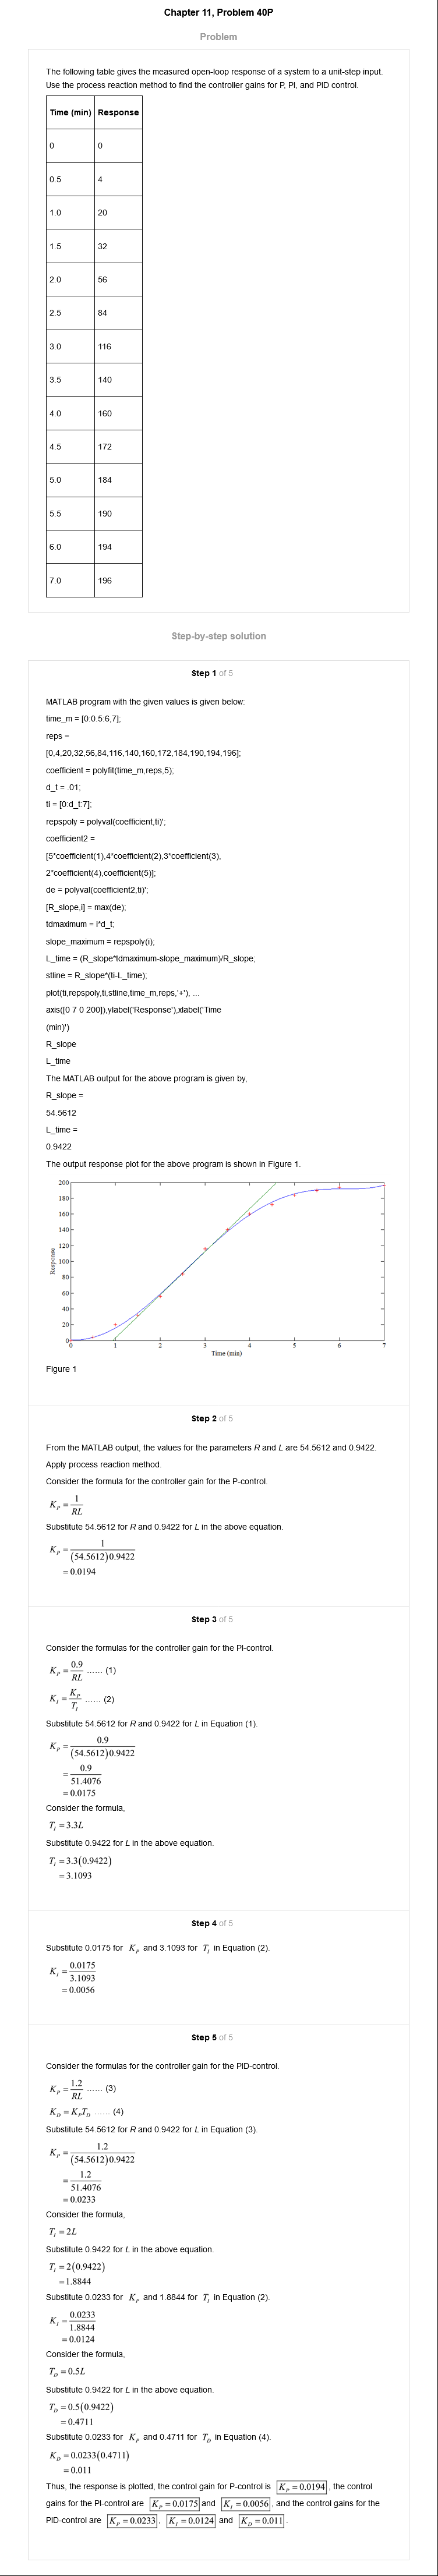 Chapter 11, Problem 40P
Problem
The following table gives the measured open-loop response of a system to a unit-step input.
Use the process reaction method to find the controller gains for P, PI, and PID control.
Time (min) Response
0 0
0.5 4
1.0 20
1.5 32
2.0 56
2.5 84
3.0 116
3.5 140
4.0 160
4.5 172
5.0 184
5.5 190
6.0 194
7.0 196
Step-by-step solution
Step 1 of 5
MATLAB program with the given values is given below:
time_m = [0:0.5:6,7];
reps =
[0,4,20,32,56,84,116,140,160,172,184,190,194,196];
coefficient = polyfit(time_m,reps,5);
d_t = .01;
ti = [0:d_t:7];
repspoly = polyval(coefficient,ti)';
coefficient2 =
[5*coefficient(1),4*coefficient(2),3*coefficient(3),
2*coefficient(4),coefficient(5)];
de = polyval(coefficient2,ti)';
[R_slope,i] = max(de);
tdmaximum = i*d_t;
slope_maximum = repspoly(i);
L_time = (R_slope*tdmaximum-slope_maximum)/R_slope;
stline = R_slope*(ti-L_time);
plot(ti,repspoly,ti,stline,time_m,reps,'+'), ...
axis([0 7 0 200]),ylabel('Response'),xlabel('Time
(min)')
R_slope
L_time
The MATLAB output for the above program is given by,
R_slope =
54.5612
L_time =
0.9422
The output response plot for the above program is shown in Figure 1.
200
180
160
140
120
100
80
60
40
20
0
Response
0 1 2 3 4 5 6 7
Time (min)
Figure 1
Step 2 of 5
From the MATLAB output, the values for the parameters R and L are 54.5612 and 0.9422.
Apply process reaction method.
Consider the formula for the controller gain for the P-control.
K_P = 1/RL
Substitute 54.5612 for R and 0.9422 for L in the above equation.
K_P = 1/(54.5612)0.9422
= 0.0194
Step 3 of 5
Consider the formulas for the controller gain for the PI-control.
K_P = 0.9/RL ...... (1)
K_I = K_P/T_I ...... (2)
Substitute 54.5612 for R and 0.9422 for L in Equation (1).
K_P = 0.9/(54.5612)0.9422
= 0.9/51.4076
= 0.0175
Consider the formula,
T_I = 3.3L
Substitute 0.9422 for L in the above equation.
T_I = 3.3(0.9422)
= 3.1093
Step 4 of 5
Substitute 0.0175 for K_P and 3.1093 for T_I in Equation (2).
K_I = 0.0175/3.1093
= 0.0056
Step 5 of 5
Consider the formulas for the controller gain for the PID-control.
K_P = 1.2/RL ...... (3)
K_D = K_P T_D ...... (4)
Substitute 54.5612 for R and 0.9422 for L in Equation (3).
K_P = 1.2/(54.5612)0.9422
= 1.2/51.4076
= 0.0233
Consider the formula,
T_I = 2L
Substitute 0.9422 for L in the above equation.
T_I = 2(0.9422)
= 1.8844
Substitute 0.0233 for K_P and 1.8844 for T_I in Equation (2).
K_I = 0.0233/1.8844
= 0.0124
Consider the formula,
T_D = 0.5L
Substitute 0.9422 for L in the above equation.
T_D = 0.5(0.9422)
= 0.4711
Substitute 0.0233 for K_P and 0.4711 for T_D in Equation (4).
K_D = 0.0233(0.4711)
= 0.011
Thus, the response is plotted, the control gain for P-control is K_P = 0.0194, the control
gains for the PI-control are K_P = 0.0175 and K_I = 0.0056, and the control gains for the
PID-control are K_P = 0.0233, K_I = 0.0124 and K_D = 0.011.